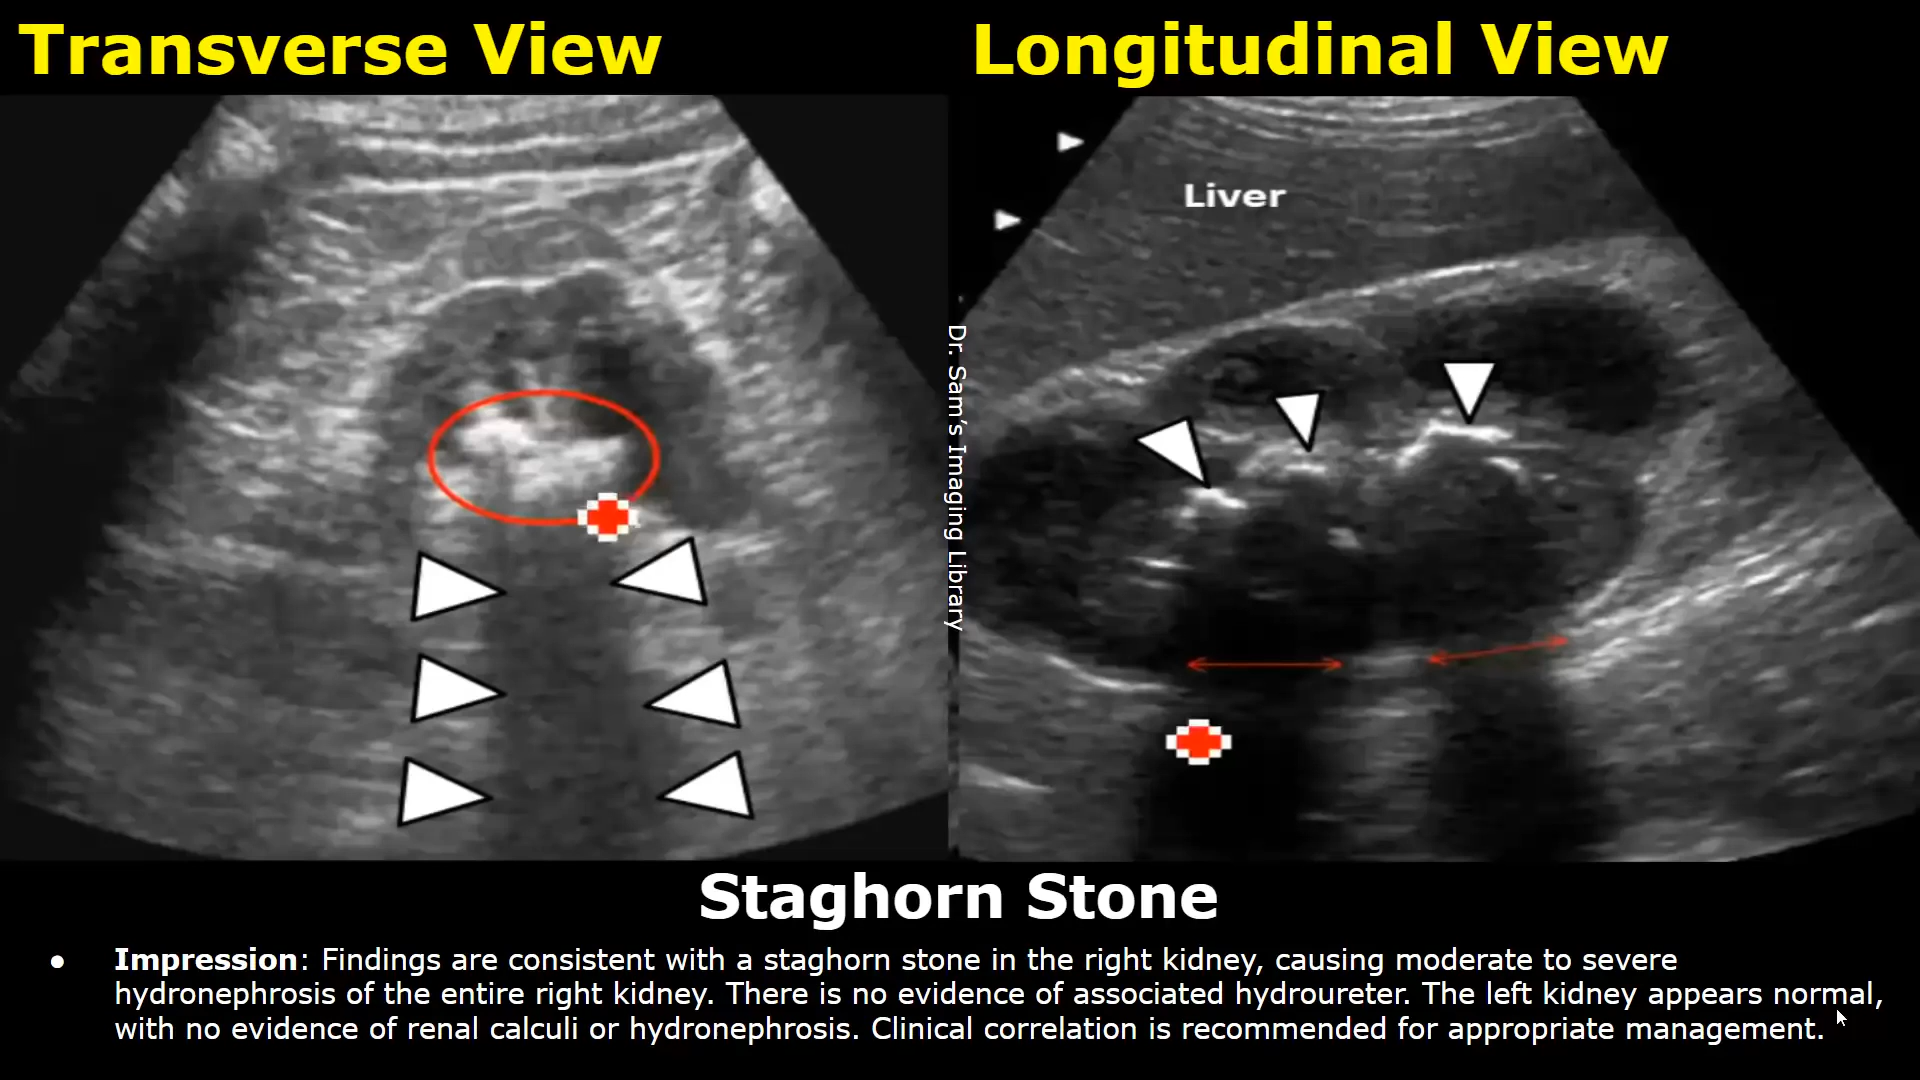 Transverse View
Longitudinal View
Liver
Dr. Sam's Imaging Library
Staghorn Stone
● Impression: Findings are consistent with a staghorn stone in the right kidney, causing moderate to severe
hydronephrosis of the entire right kidney. There is no evidence of associated hydroureter. The left kidney appears normal,
with no evidence of renal calculi or hydronephrosis. Clinical correlation is recommended for appropriate management.